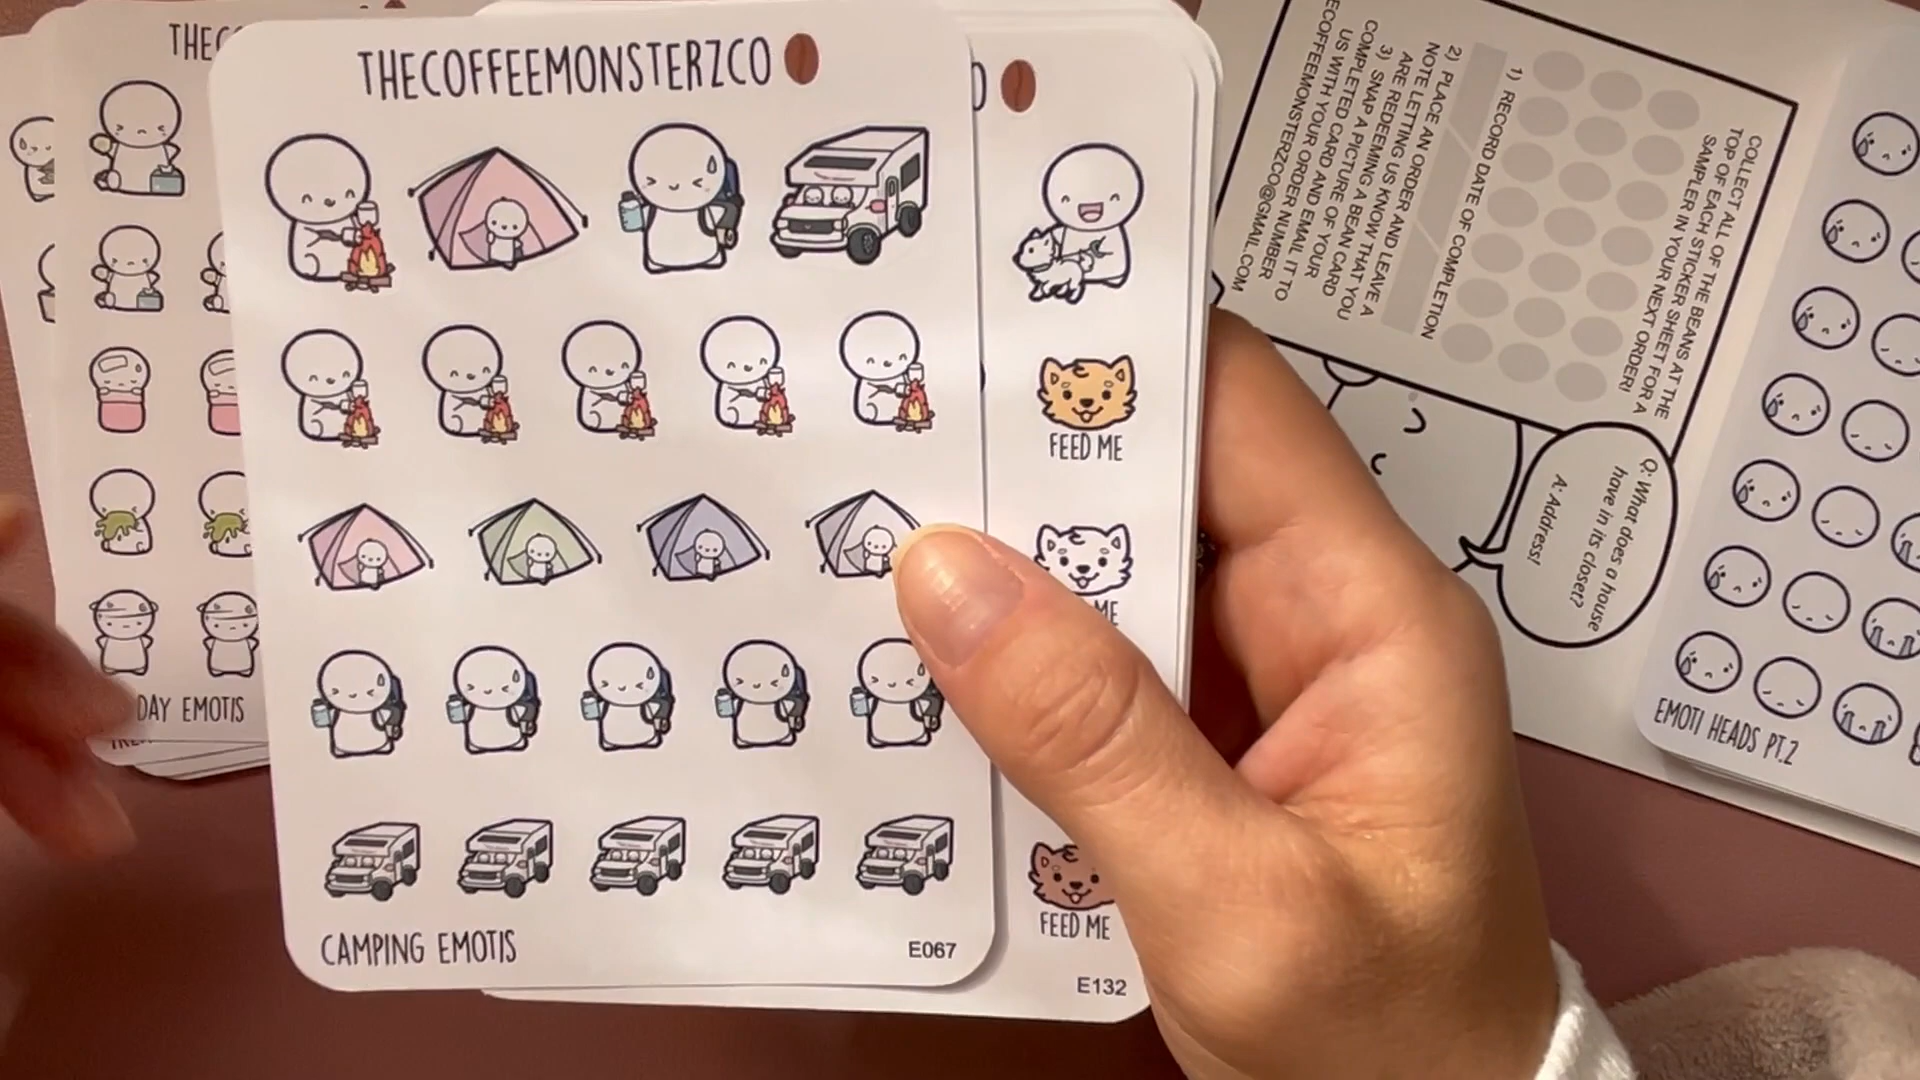 THEC
THECOFFEEMONSTERZCO
FEED ME
ME
FEED ME
DAY EMOTIS
CAMPING EMOTIS
E067
E132
COLLECT ALL OF THE BEANS AT THE
TOP OF EACH STICKER SHEET FOR A
SAMPLER IN YOUR NEXT ORDER!
1) RECORD DATE OF COMPLETION
2) PLACE AN ORDER AND LEAVE A
NOTE LETTING US KNOW THAT YOU
ARE REDEEMING A BEAN CARD
3) SNAP A PICTURE OF YOUR
COMPLETED CARD AND EMAIL IT TO
US WITH YOUR ORDER NUMBER
ECOFFEEMONSTERZCO@GMAIL.COM
Q: What does a house
have in its closet?
A: Address!
EMOTI HEADS PT.2